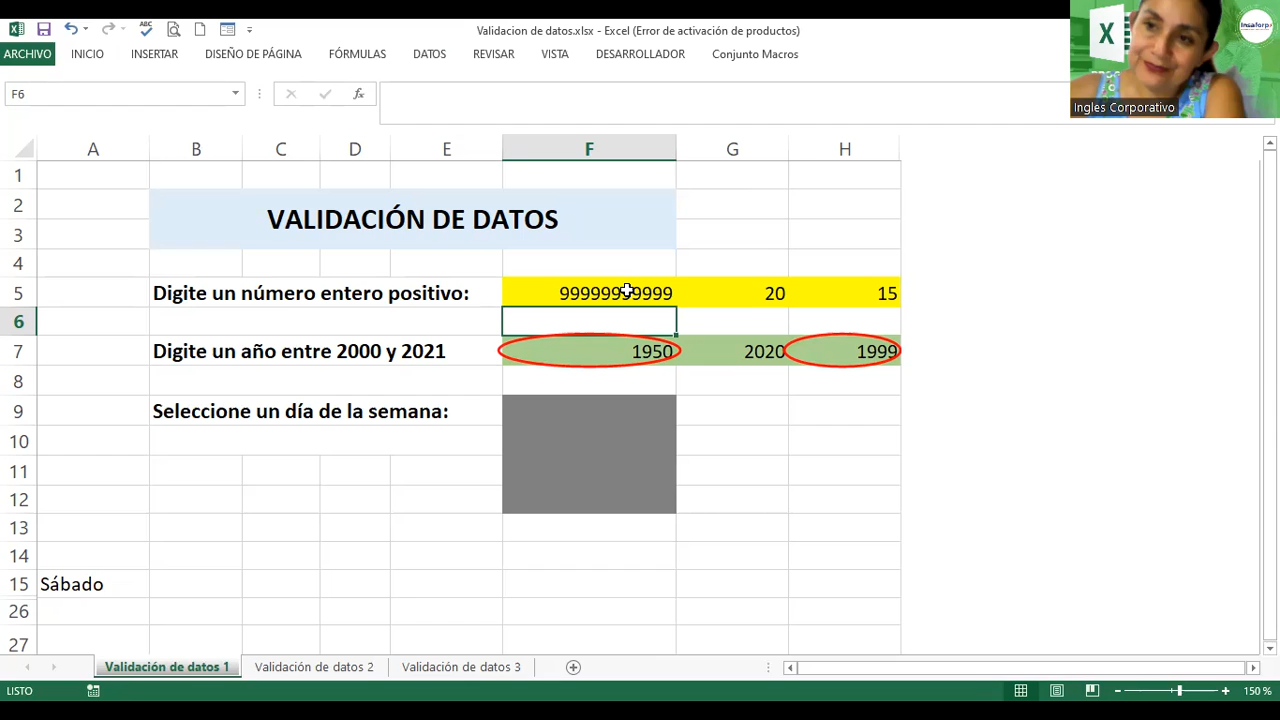 Validacion de datos.xlsx - Excel (Error de activación de productos)
ARCHIVO INICIO INSERTAR DISEÑO DE PÁGINA FÓRMULAS DATOS REVISAR VISTA DESARROLLADOR Conjunto Macros
Insaforp
Ingles Corporativo
F6 fx
A B C D E F G H
1
2
VALIDACIÓN DE DATOS
3
4
5 Digite un número entero positivo: 99999999999 20 15
6
7 Digite un año entre 2000 y 2021 1950 2020 1999
8
9 Seleccione un día de la semana:
10
11
12
13
14
15 Sábado
26
27
Validación de datos 1 Validación de datos 2 Validación de datos 3
LISTO 150 %